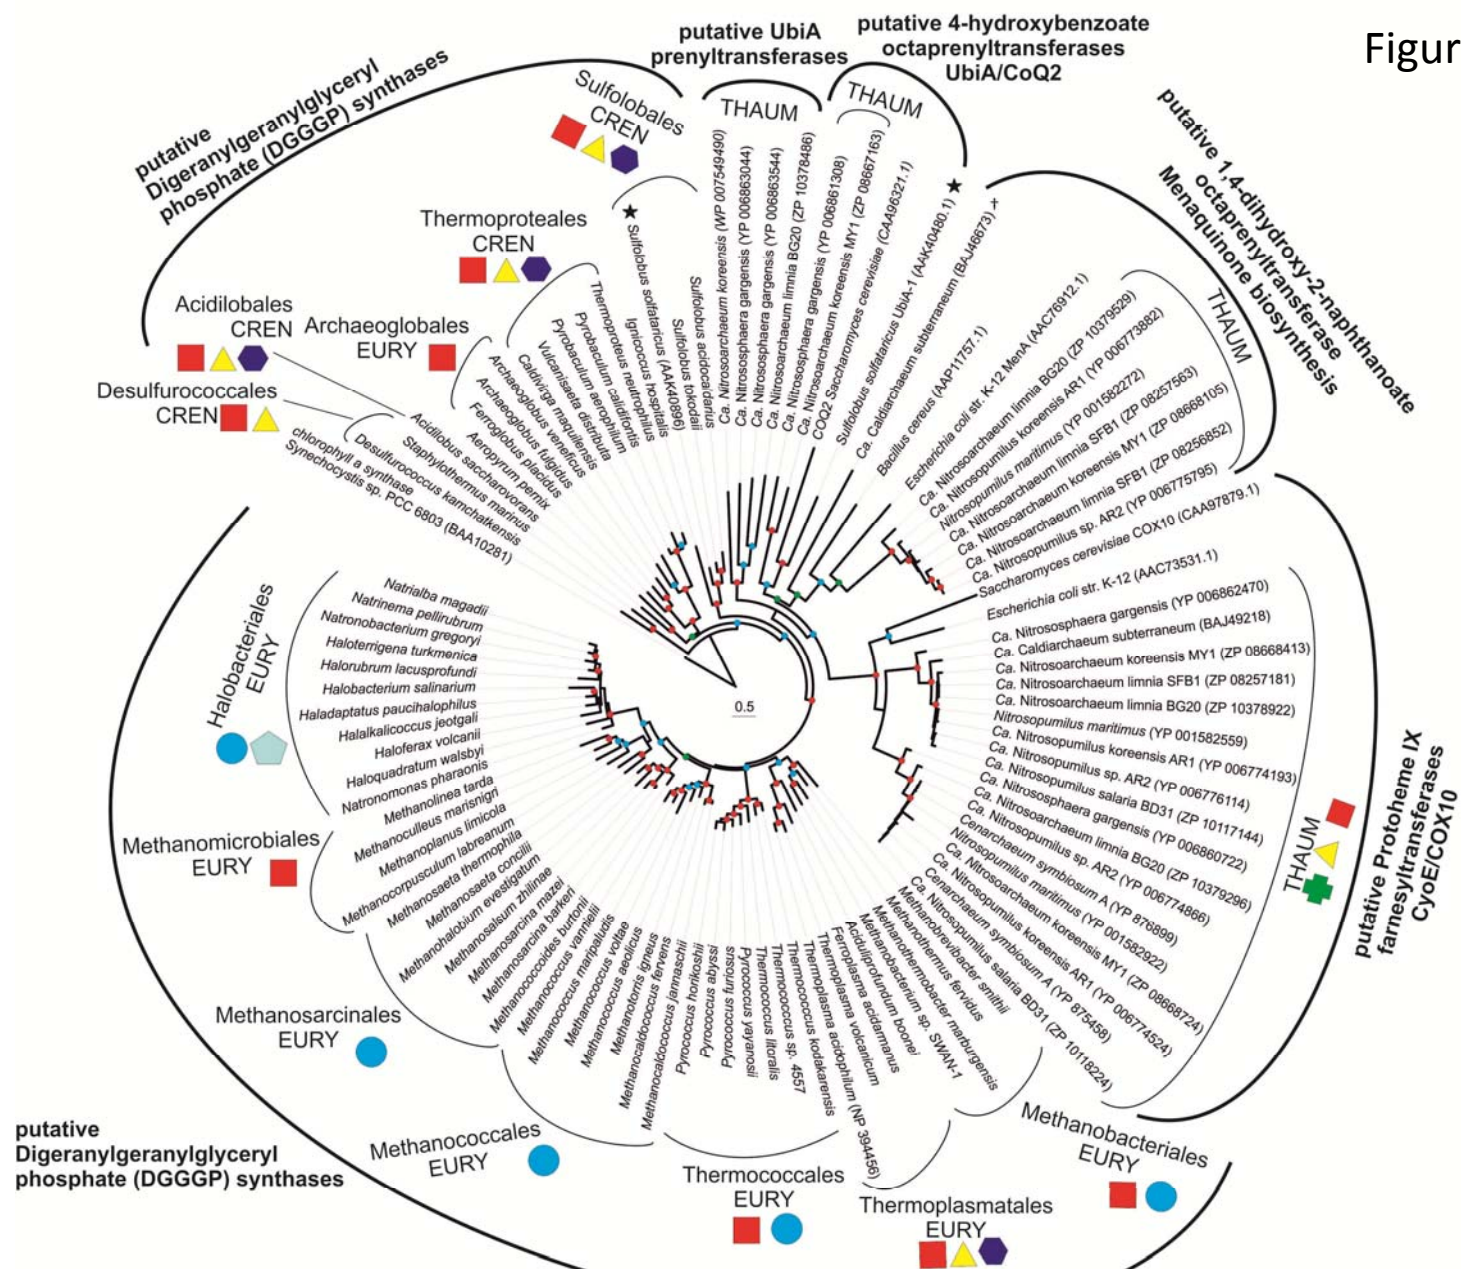 Figur
putative UbiA
prenyltransferases
putative 4-hydroxybenzoate
octaprenyltransferases
UbiA/CoQ2
putative 1,4-dihydroxy-2-naphthoanoate
octaprenyltransferase
Menaquinone biosynthesis
putative
Digeranylgeranylglyceryl
phosphate (DGGGP) synthases
Sulfolobales
CREN
THAUM
THAUM
THAUM
Thermoproteales
CREN
Acidilobales
CREN
Archaeoglobales
EURY
Desulfurococcales
CREN
chlorophyll a synthase
Synechocystis sp. PCC 6803 (BAA10281)
Desulfurococcus kamchatkensis
Staphylothermus marinus
Acidilobus saccharovorans
Aeropyrum pernix
Ferroglobus placidus
Archaeoglobus fulgidus
Archaeoglobus veneficus
Caldivirga maquilensis
Vulcanisaeta distributa
Pyrobaculum aerophilum
Pyrobaculum calidifontis
Thermoproteus neutrophilus
Ignicoccus hospitalis
Sulfolobus solfataricus (AAK40896)
Sulfolobus tokodaii
Sulfolobus acidocaldarius
Ca. Nitrosoarchaeum koreensis (WP 007549490)
Ca. Nitrososphaera gargensis (YP 006863044)
Ca. Nitrososphaera gargensis (YP 006863544)
Ca. Nitrosoarchaeum limnia BG20 (ZP 10378486)
Ca. Nitrososphaera gargensis (YP 006861308)
Ca. Nitrosoarchaeum koreensis MY1 (ZP 08667163)
COQ2 Saccharomyces cerevisiae (CAA96321.1)
Sulfolobus solfataricus UbiA-1 (AAK40480.1)
Ca. Caldiarchaeum subterraneum (BAJ46673)
Bacillus cereus (AAP11757.1)
Escherichia coli str. K-12 MenA (AAC76912.1)
Ca. Nitrosoarchaeum limnia BG20 (ZP 10379529)
Ca. Nitrosopumilus koreensis AR1 (YP 006773882)
Nitrosopumilus maritimus (YP 001582272)
Ca. Nitrosoarchaeum limnia SFB1 (ZP 08257563)
Ca. Nitrosoarchaeum koreensis MY1 (ZP 08668105)
Ca. Nitrosoarchaeum limnia SFB1 (ZP 08256852)
Ca. Nitrosopumilus sp. AR2 (YP 006775795)
Saccharomyces cerevisiae COX10 (CAA97879.1)
Escherichia coli str. K-12 (AAC73531.1)
Ca. Nitrososphaera gargensis (YP 006862470)
Ca. Caldiarchaeum subterraneum (BAJ49218)
Ca. Nitrosoarchaeum koreensis MY1 (ZP 08668413)
Ca. Nitrosoarchaeum limnia SFB1 (ZP 08257181)
Ca. Nitrosoarchaeum limnia BG20 (ZP 10378922)
Nitrosopumilus maritimus (YP 001582559)
Ca. Nitrosopumilus koreensis AR1 (YP 006774193)
Ca. Nitrosopumilus sp. AR2 (YP 006776114)
Ca. Nitrosopumilus salaria BD31 (ZP 10117144)
Ca. Nitrososphaera gargensis (YP 006860722)
Ca. Nitrosoarchaeum limnia BG20 (ZP 10379296)
Ca. Nitrosopumilus sp. AR2 (YP 006774866)
Cenarchaeum symbiosum A (YP 876899)
Nitrosopumilus maritimus (YP 001582922)
Ca. Nitrosoarchaeum koreensis MY1 (ZP 08668724)
Ca. Nitrosopumilus koreensis AR1 (YP 006774524)
Cenarchaeum symbiosum A (YP 875458)
Ca. Nitrosopumilus salaria BD31 (ZP 10118224)
THAUM
putative Protoheme IX
farnesyltransferases
CyoE/COX10
Methanobrevibacter smithii
Methanothermus fervidus
Methanothermobacter marburgensis
Methanobacterium sp. SWAN-1
Aciduliprofundum boonei
Ferroplasma acidarmanus
Thermoplasma volcanicum
Thermoplasma acidophilum (NP 394456)
Thermococcus kodakarensis
Thermococcus sp. 4557
Thermococcus litoralis
Pyrococcus yayanosii
Pyrococcus furiosus
Pyrococcus abyssi
Pyrococcus horikoshii
Methanocaldococcus jannaschii
Methanocaldococcus fervens
Methanotorris igneus
Methanococcus aeolicus
Methanococcus voltae
Methanococcus maripaludis
Methanococcus vannielii
Methanococcoides burtonii
Methanosarcina barkeri
Methanosarcina mazei
Methanosalsum zhilinae
Methanohalobium evestigatum
Methanosaeta concilii
Methanosaeta thermophila
Methanocorpusculum labreanum
Methanoplanus limicola
Methanoculleus marisnigri
Methanolinea tarda
Natronomonas pharaonis
Haloquadratum walsbyi
Haloferax volcanii
Halalkalicoccus jeotgali
Haladaptatus paucihalophilus
Halobacterium salinarium
Halorubrum lacusprofundi
Haloterrigena turkmenica
Natronobacterium gregoryi
Natrinema pellirubrum
Natrialba magadii
0.5
Halobacteriales
EURY
Methanomicrobiales
EURY
Methanosarcinales
EURY
Methanococcales
EURY
Thermococcales
EURY
Thermoplasmatales
EURY
Methanobacteriales
EURY
putative
Digeranylgeranylglyceryl
phosphate (DGGGP) synthases